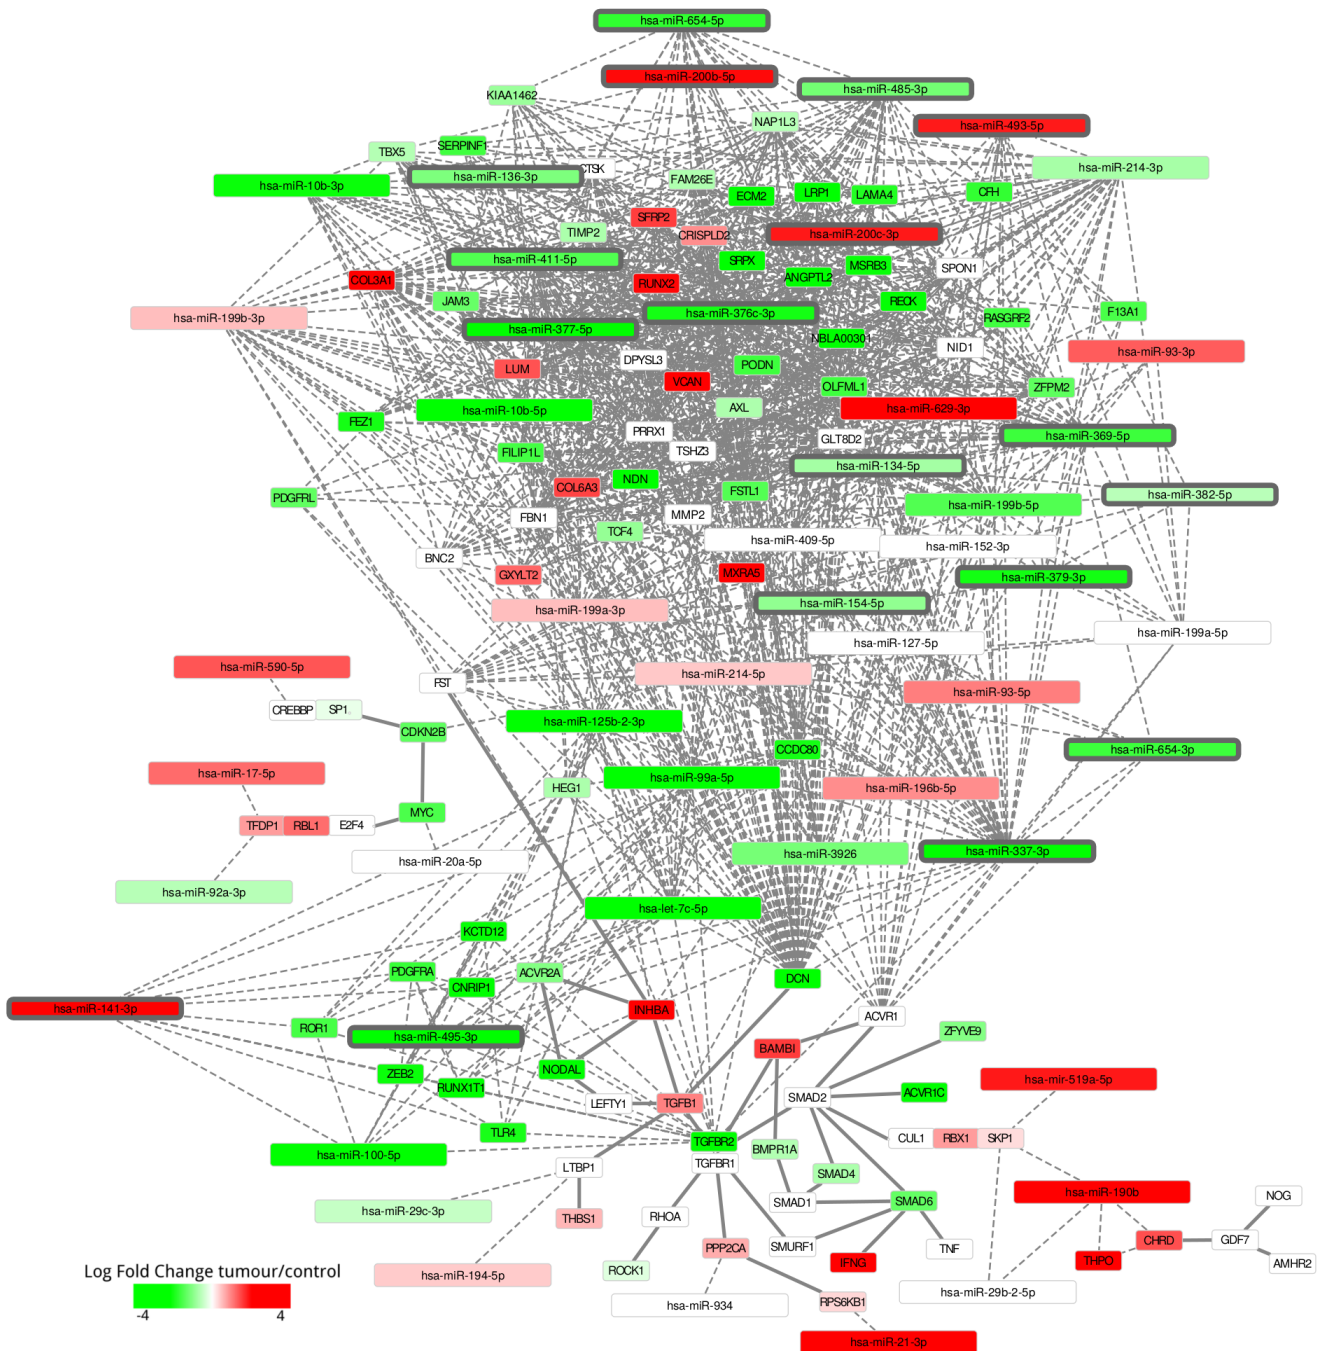 hsa-miR-654-5p
hsa-miR-200b-5p
hsa-miR-485-3p
KIAA1462
NAP1L3
hsa-miR-493-5p
SERPINF1
TBX5
CTSK
hsa-miR-214-3p
hsa-miR-136-3p
FAM26E
hsa-miR-10b-3p
ECM2
LRP1
LAMA4
CFH
SFRP2
TIMP2
CRISPLD2
hsa-miR-200c-3p
hsa-miR-411-5p
SRPX
MSRB3
SPON1
COL3A1
RUNX2
ANGPTL2
JAM3
RECK
hsa-miR-199b-3p
hsa-miR-376c-3p
RASGRF2
F13A1
hsa-miR-377-5p
NBLA00301
NID1
hsa-miR-93-3p
DPYSL3
LUM
PODN
VCAN
OLFML1
ZFPM2
hsa-miR-10b-5p
AXL
hsa-miR-629-3p
FEZ1
PRRX1
GLT8D2
hsa-miR-369-5p
FILIP1L
TSHZ3
hsa-miR-134-5p
NDN
COL6A3
FSTL1
PDGFRL
hsa-miR-199b-5p
hsa-miR-382-5p
FBN1
MMP2
TCF4
hsa-miR-409-5p
hsa-miR-152-3p
BNC2
GXYLT2
MXRA5
hsa-miR-379-3p
hsa-miR-199a-3p
hsa-miR-154-5p
hsa-miR-127-5p
hsa-miR-199a-5p
hsa-miR-590-5p
hsa-miR-214-5p
FST
hsa-miR-93-5p
CREBBP
SP1
hsa-miR-125b-2-3p
CDKN2B
CCDC80
hsa-miR-654-3p
hsa-miR-17-5p
hsa-miR-99a-5p
HEG1
hsa-miR-196b-5p
MYC
TFDP1
RBL1
E2F4
hsa-miR-20a-5p
hsa-miR-3926
hsa-miR-337-3p
hsa-miR-92a-3p
hsa-let-7c-5p
KCTD12
PDGFRA
ACVR2A
CNRIP1
DCN
hsa-miR-141-3p
INHBA
ACVR1
ROR1
hsa-miR-495-3p
ZFYVE9
BAMBI
ZEB2
NODAL
RUNX1T1
hsa-mir-519a-5p
LEFTY1
TGFB1
SMAD2
ACVR1C
TLR4
TGFBR2
CUL1
RBX1
SKP1
hsa-miR-100-5p
BMPR1A
LTBP1
TGFBR1
SMAD4
hsa-miR-190b
NOG
hsa-miR-29c-3p
THBS1
RHOA
SMAD1
SMAD6
PPP2CA
SMURF1
TNF
CHRD
GDF7
THPO
AMHR2
IFNG
ROCK1
hsa-miR-194-5p
Log Fold Change tumour/control
-4
4
hsa-miR-934
RPS6KB1
hsa-miR-29b-2-5p
hsa-miR-21-3p